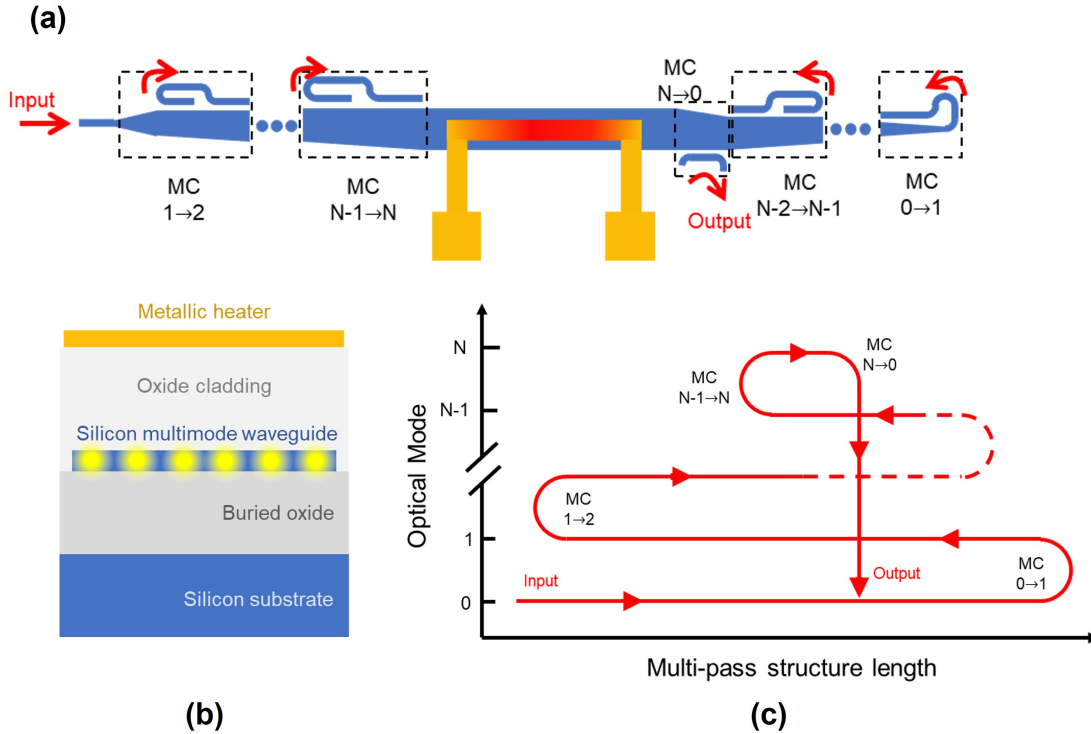 (a)
Input
MC
1→2
MC
N-1→N
MC
N→0
Output
MC
N-2→N-1
MC
0→1
Metallic heater
Oxide cladding
Silicon multimode waveguide
Buried oxide
Silicon substrate
(b)
Optical Mode
N
N-1
1
0
MC
N→0
MC
N-1→N
MC
1→2
MC
0→1
Input
Output
Multi-pass structure length
(c)